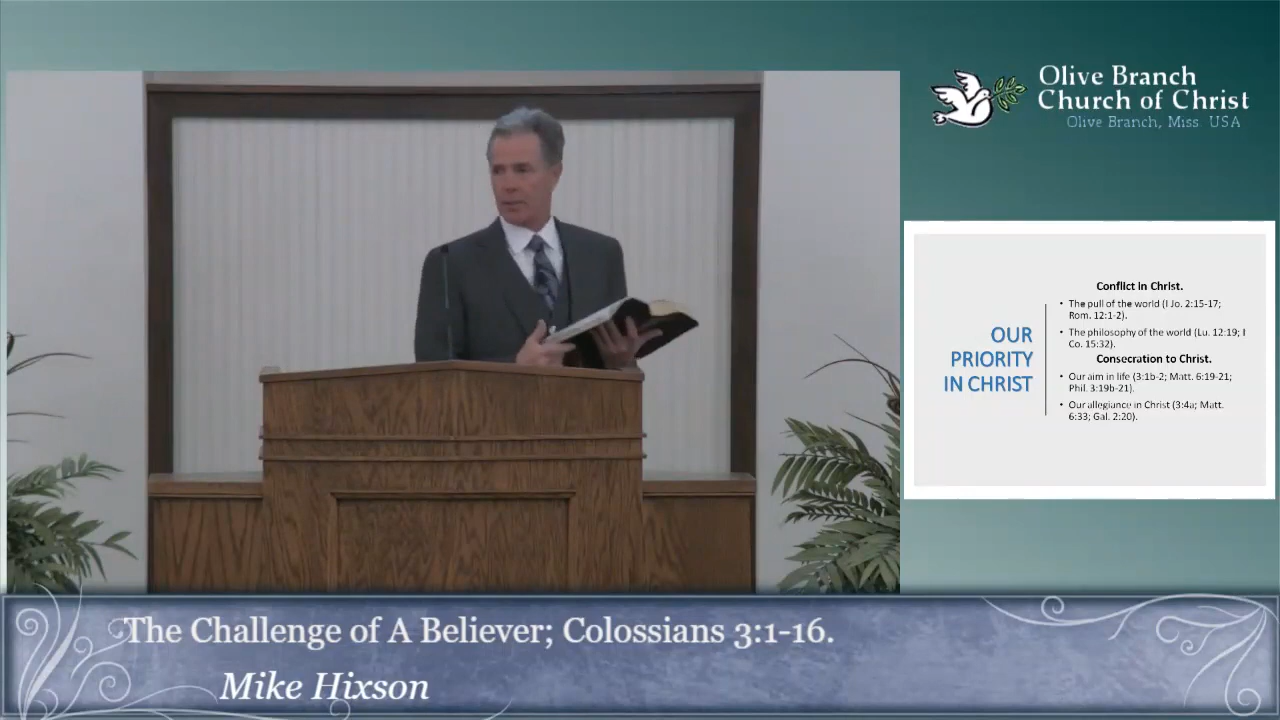 Olive Branch
Church of Christ
Olive Branch, Miss. USA
OUR
PRIORITY
IN CHRIST
Conflict in Christ.
• The pull of the world (I Jo. 2:15-17;
Rom. 12:1-2).
• The philosophy of the world (Lu. 12:19; I
Co. 15:32).
Consecration to Christ.
• Our aim in life (3:1b-2; Matt. 6:19-21;
Phil. 3:19b-21).
• Our allegiance in Christ (3:4a; Matt.
6:33; Gal. 2:20).
The Challenge of A Believer; Colossians 3:1-16.
Mike Hixson